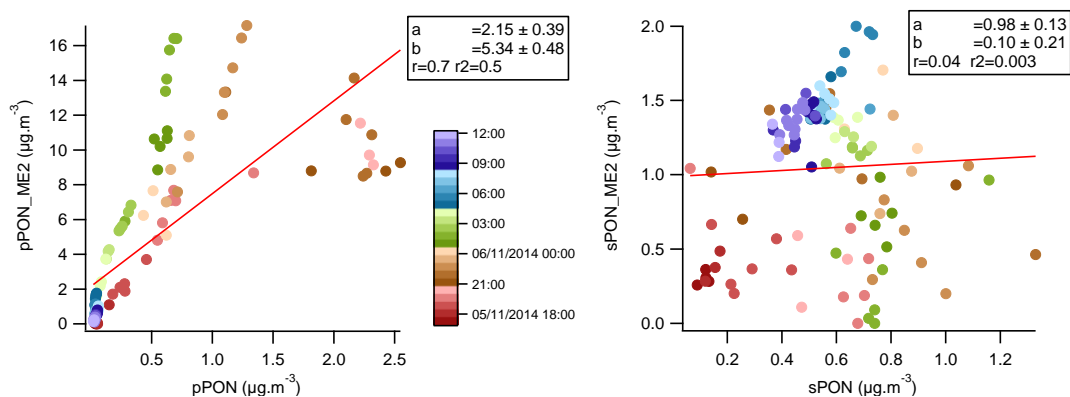 a =2.15 ± 0.39
b =5.34 ± 0.48
r=0.7 r2=0.5
16
14
12
10
8
6
4
2
0
pPON_ME2 (µg.m-3)
0.5 1.0 1.5 2.0 2.5
pPON (µg.m-3)
12:00
09:00
06:00
03:00
06/11/2014 00:00
21:00
05/11/2014 18:00
a =0.98 ± 0.13
b =0.10 ± 0.21
r=0.04 r2=0.003
2.0
1.5
1.0
0.5
0.0
sPON_ME2 (µg.m-3)
0.2 0.4 0.6 0.8 1.0 1.2
sPON (µg.m-3)